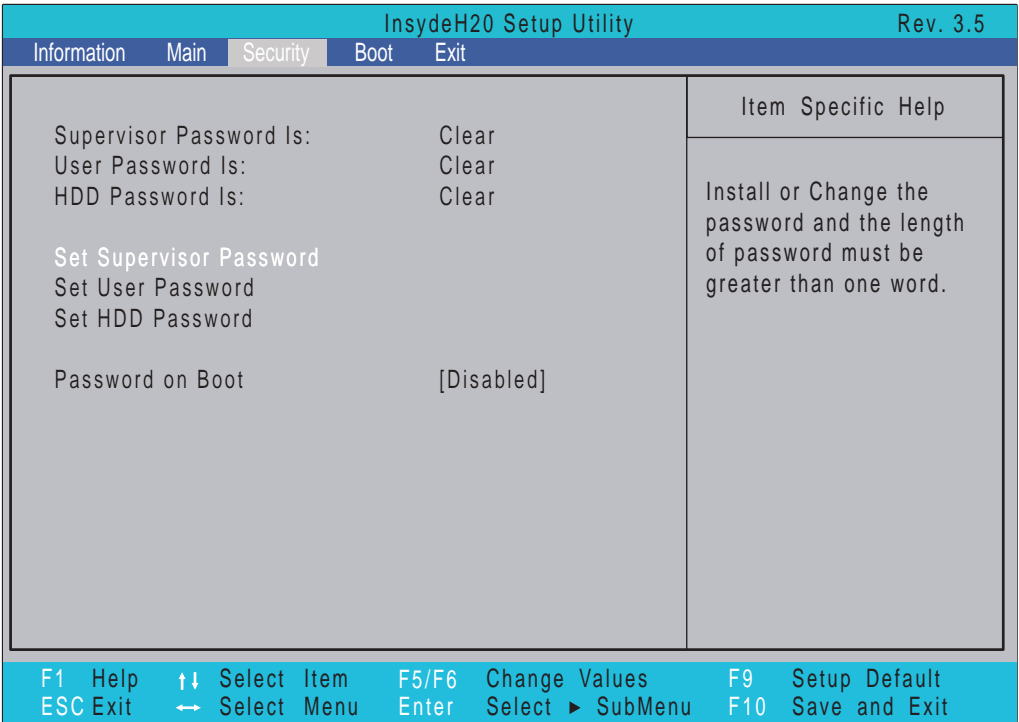 InsydeH20 Setup Utility Rev. 3.5
Information Main Security Boot Exit
Supervisor Password Is: Clear
User Password Is: Clear
HDD Password Is: Clear
Set Supervisor Password
Set User Password
Set HDD Password
Password on Boot [Disabled]
Item Specific Help
Install or Change the
password and the length
of password must be
greater than one word.
F1 Help ↑↓ Select Item F5/F6 Change Values F9 Setup Default
ESC Exit ↔ Select Menu Enter Select ► SubMenu F10 Save and Exit